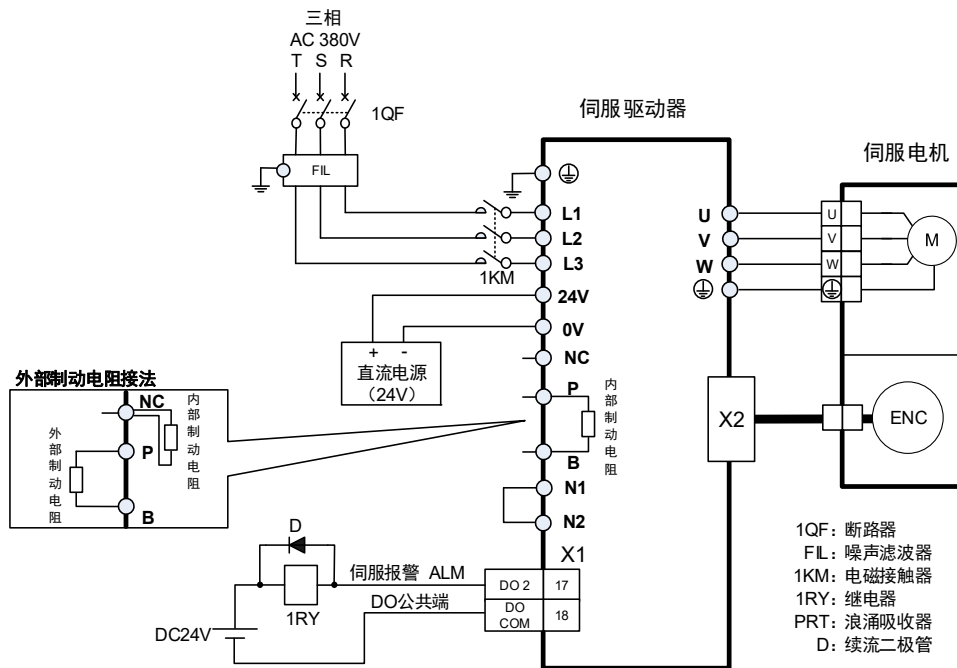 三相
AC 380V
T S R
1QF
FIL
伺服驱动器
伺服电机
L1
L2
L3
1KM
24V
0V
NC
P
B
N1
N2
内部制动电阻
+ -
直流电源
（24V）
U
V
W
U
V
W
M
X2
ENC
外部制动电阻接法
NC
P
B
内部制动电阻
外部制动电阻
X1
D
1RY
DC24V
伺服报警 ALM
DO公共端
DO 2 17
DO COM 18
1QF：断路器
FIL：噪声滤波器
1KM：电磁接触器
1RY：继电器
PRT：浪涌吸收器
D：续流二极管